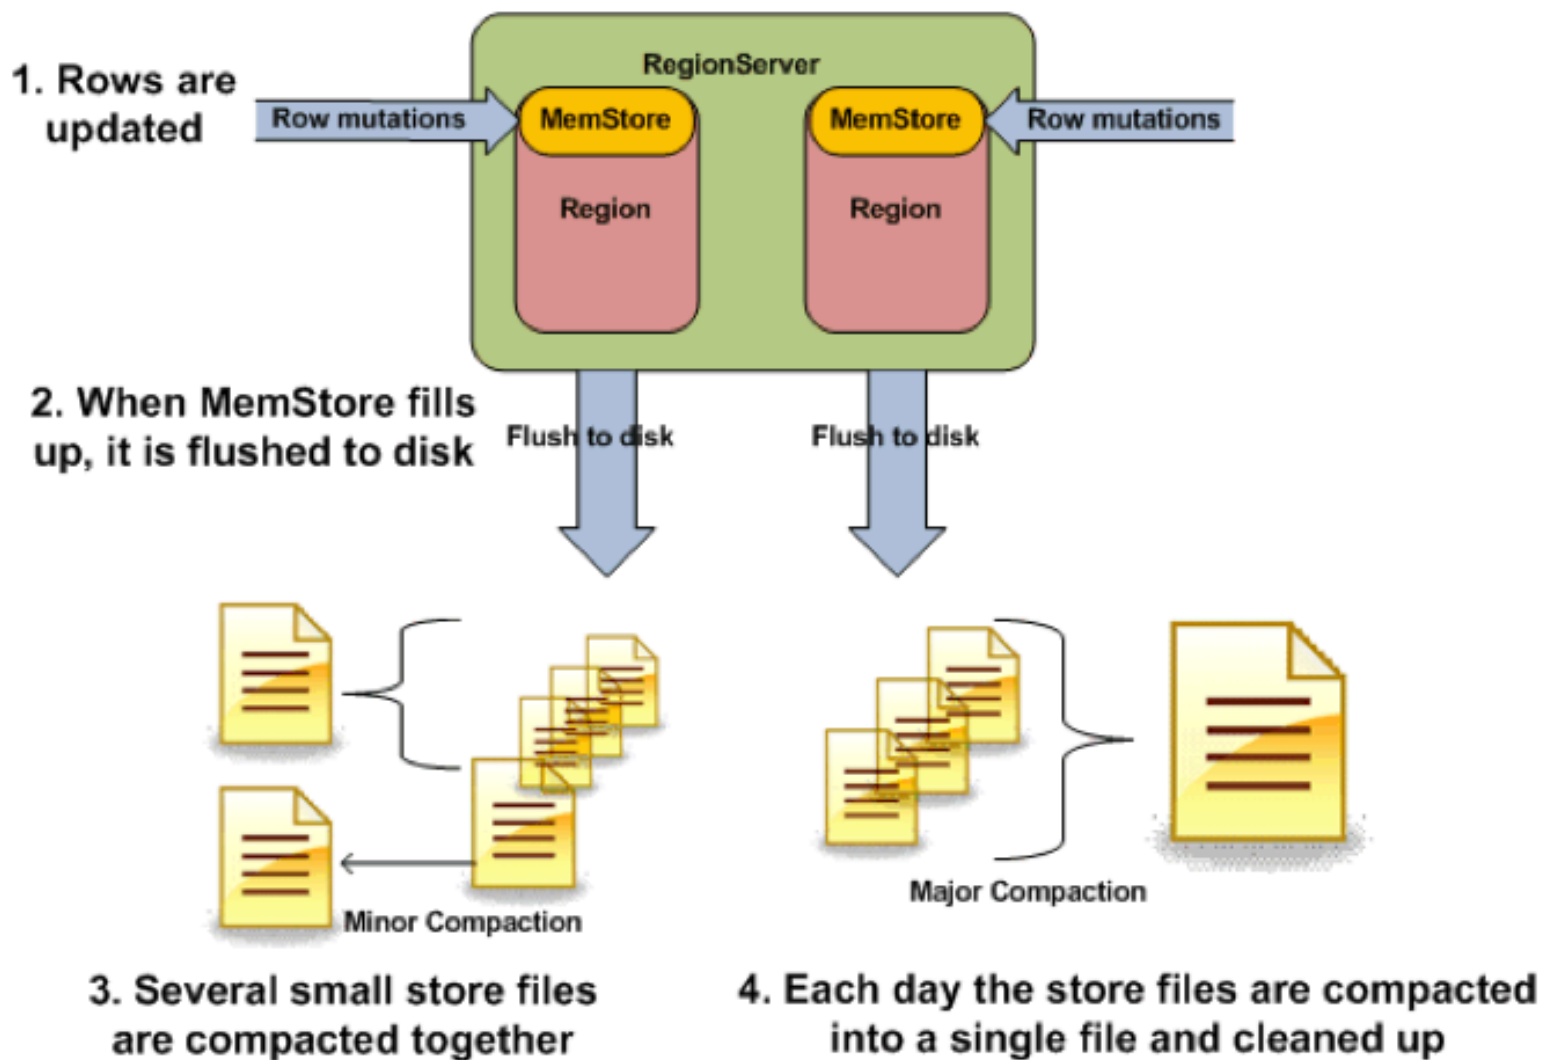 RegionServer
1. Rows are
updated
Row mutations
MemStore
MemStore
Row mutations
Region
Region
2. When MemStore fills
up, it is flushed to disk
Flush to disk
Flush to disk
Minor Compaction
Major Compaction
3. Several small store files
are compacted together
4. Each day the store files are compacted
into a single file and cleaned up